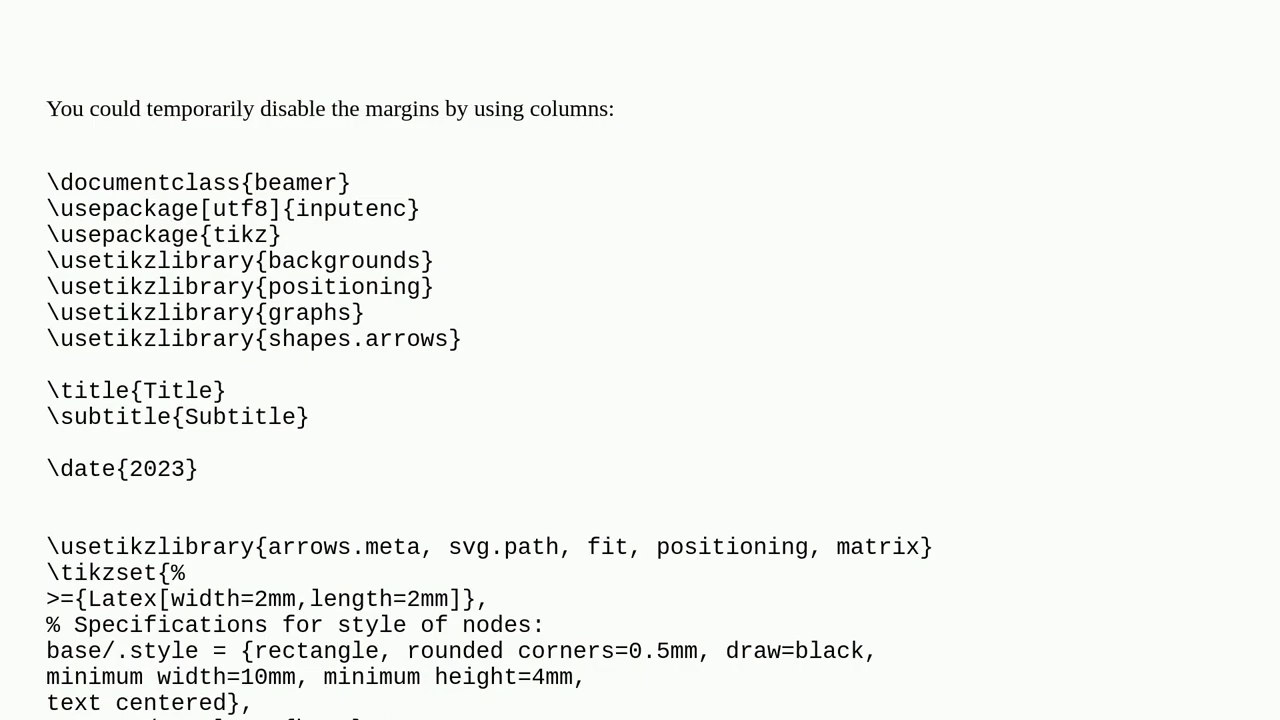 You could temporarily disable the margins by using columns:
\documentclass{beamer}
\usepackage[utf8]{inputenc}
\usepackage{tikz}
\usetikzlibrary{backgrounds}
\usetikzlibrary{positioning}
\usetikzlibrary{graphs}
\usetikzlibrary{shapes.arrows}
\title{Title}
\subtitle{Subtitle}
\date{2023}
\usetikzlibrary{arrows.meta, svg.path, fit, positioning, matrix}
\tikzset{%
>={Latex[width=2mm,length=2mm]},
% Specifications for style of nodes:
base/.style = {rectangle, rounded corners=0.5mm, draw=black,
minimum width=10mm, minimum height=4mm,
text centered},